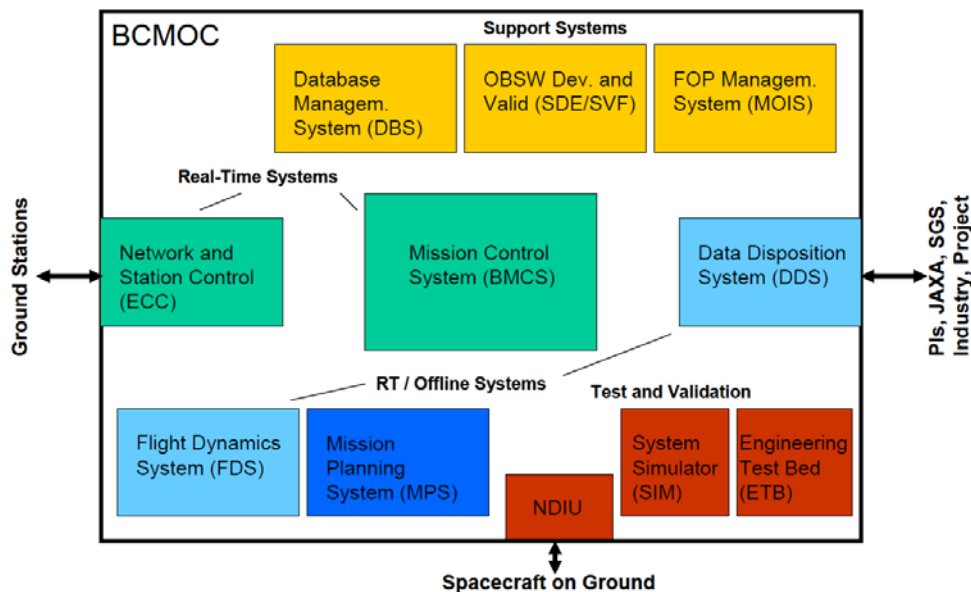 BCMOC
Support Systems
Database
Managem.
System (DBS)
OBSW Dev. and
Valid (SDE/SVF)
FOP Managem.
System (MOIS)
Real-Time Systems
Ground Stations
Network and
Station Control
(ECC)
Mission Control
System (BMCS)
Data Disposition
System (DDS)
PIs, JAXA, SGS,
Industry, Project
RT / Offline Systems
Test and Validation
Flight Dynamics
System (FDS)
Mission
Planning
System (MPS)
NDIU
System
Simulator
(SIM)
Engineering
Test Bed
(ETB)
Spacecraft on Ground